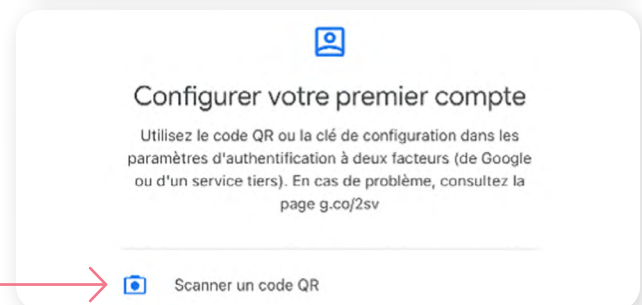 Configurer votre premier compte
Utilisez le code QR ou la clé de configuration dans les
paramètres d'authentification à deux facteurs (de Google
ou d'un service tiers). En cas de problème, consultez la
page g.co/2sv
Scanner un code QR